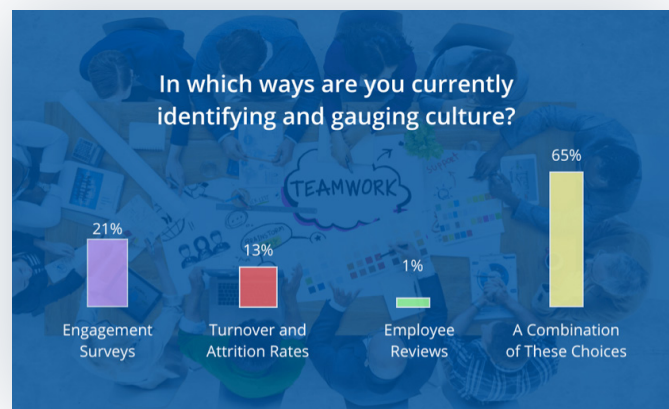 In which ways are you currently
identifying and gauging culture?
65%
TEAMWORK
21%
13%
1%
Engagement
Surveys
Turnover and
Attrition Rates
Employee
Reviews
A Combination
of These Choices